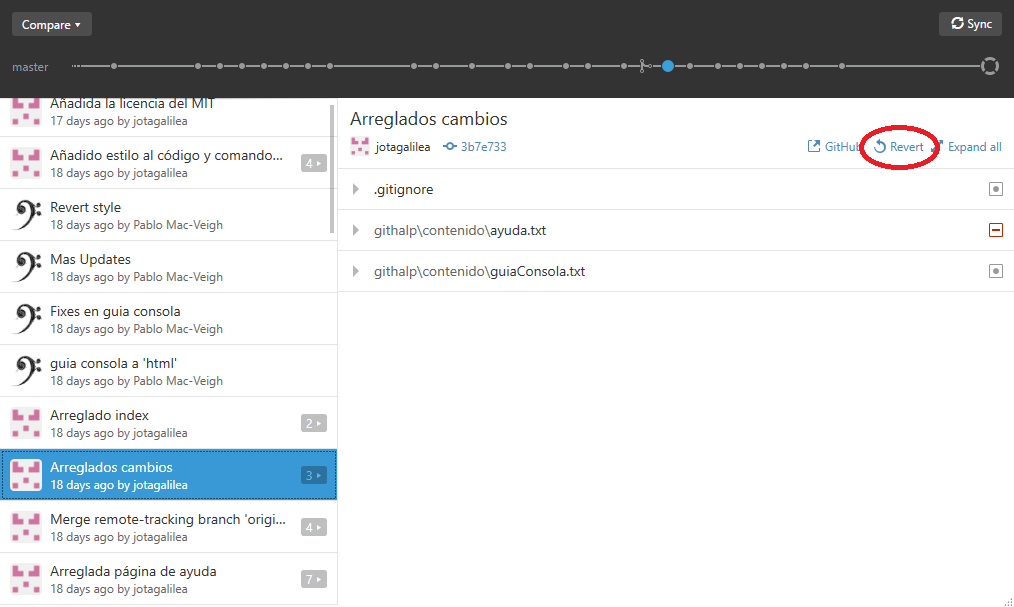 Compare
Sync
master
Añadida la licencia del MIT
17 days ago by jotagalilea
Añadido estilo al código y comando...
18 days ago by jotagalilea
4
Revert style
18 days ago by Pablo Mac-Veigh
Mas Updates
18 days ago by Pablo Mac-Veigh
Fixes en guia consola
18 days ago by Pablo Mac-Veigh
guia consola a 'html'
18 days ago by Pablo Mac-Veigh
Arreglado index
18 days ago by jotagalilea
2
Arreglados cambios
18 days ago by jotagalilea
3
Merge remote-tracking branch 'origi...
18 days ago by jotagalilea
4
Arreglada página de ayuda
18 days ago by jotagalilea
7
Arreglados cambios
jotagalilea 3b7e733
GitHub Revert Expand all
.gitignore
githalp\contenido\ayuda.txt
githalp\contenido\guiaConsola.txt